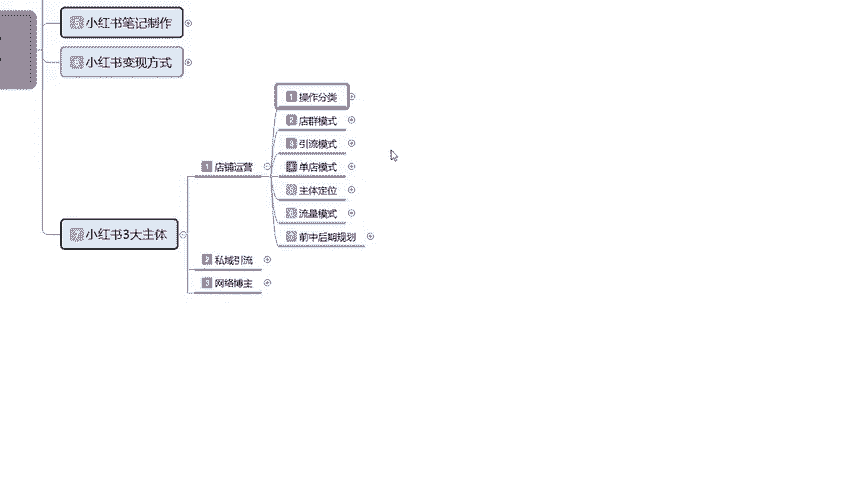 小红书笔记制作
小红书变现方式
1 操作分类
2 店群模式
3 引流模式
4 单店模式
1 店铺运营
主体定位
流量模式
小红书3大主体
前中后期规划
2 私域引流
3 网络博主